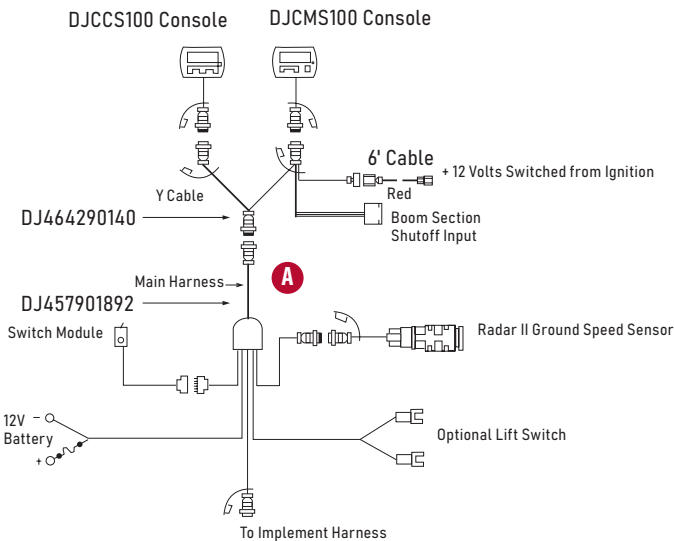 DJCCS100 Console
DJCMS100 Console
6' Cable
+ 12 Volts Switched from Ignition
Red
Y Cable
DJ464290140
Boom Section
Shutoff Input
Main Harness
A
DJ457901892
Switch Module
Radar II Ground Speed Sensor
12V
Battery
−
+
Optional Lift Switch
To Implement Harness